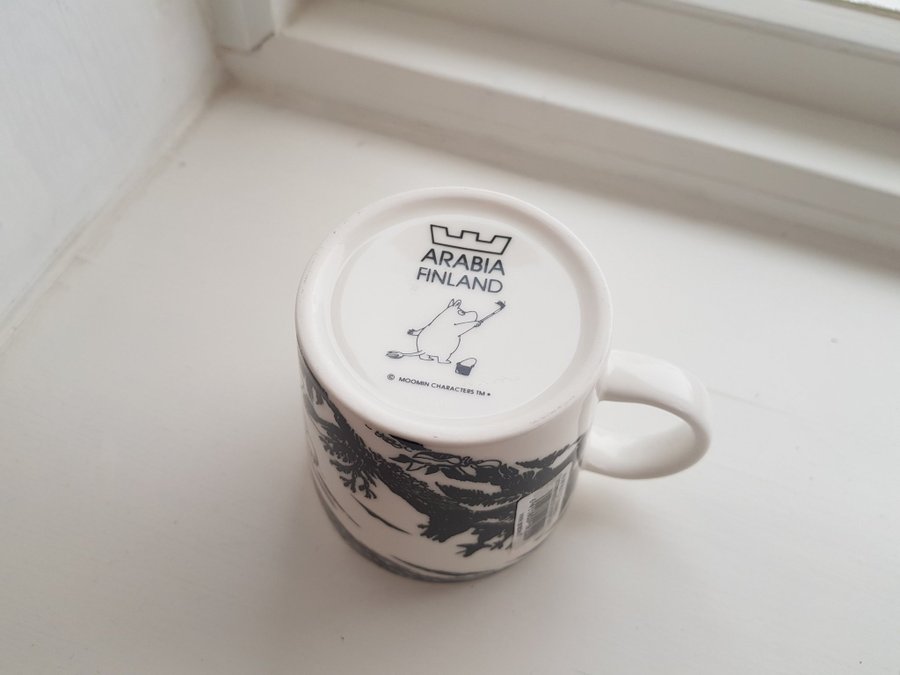 ARABIA
FINLAND
© MOOMIN CHARACTERS TM